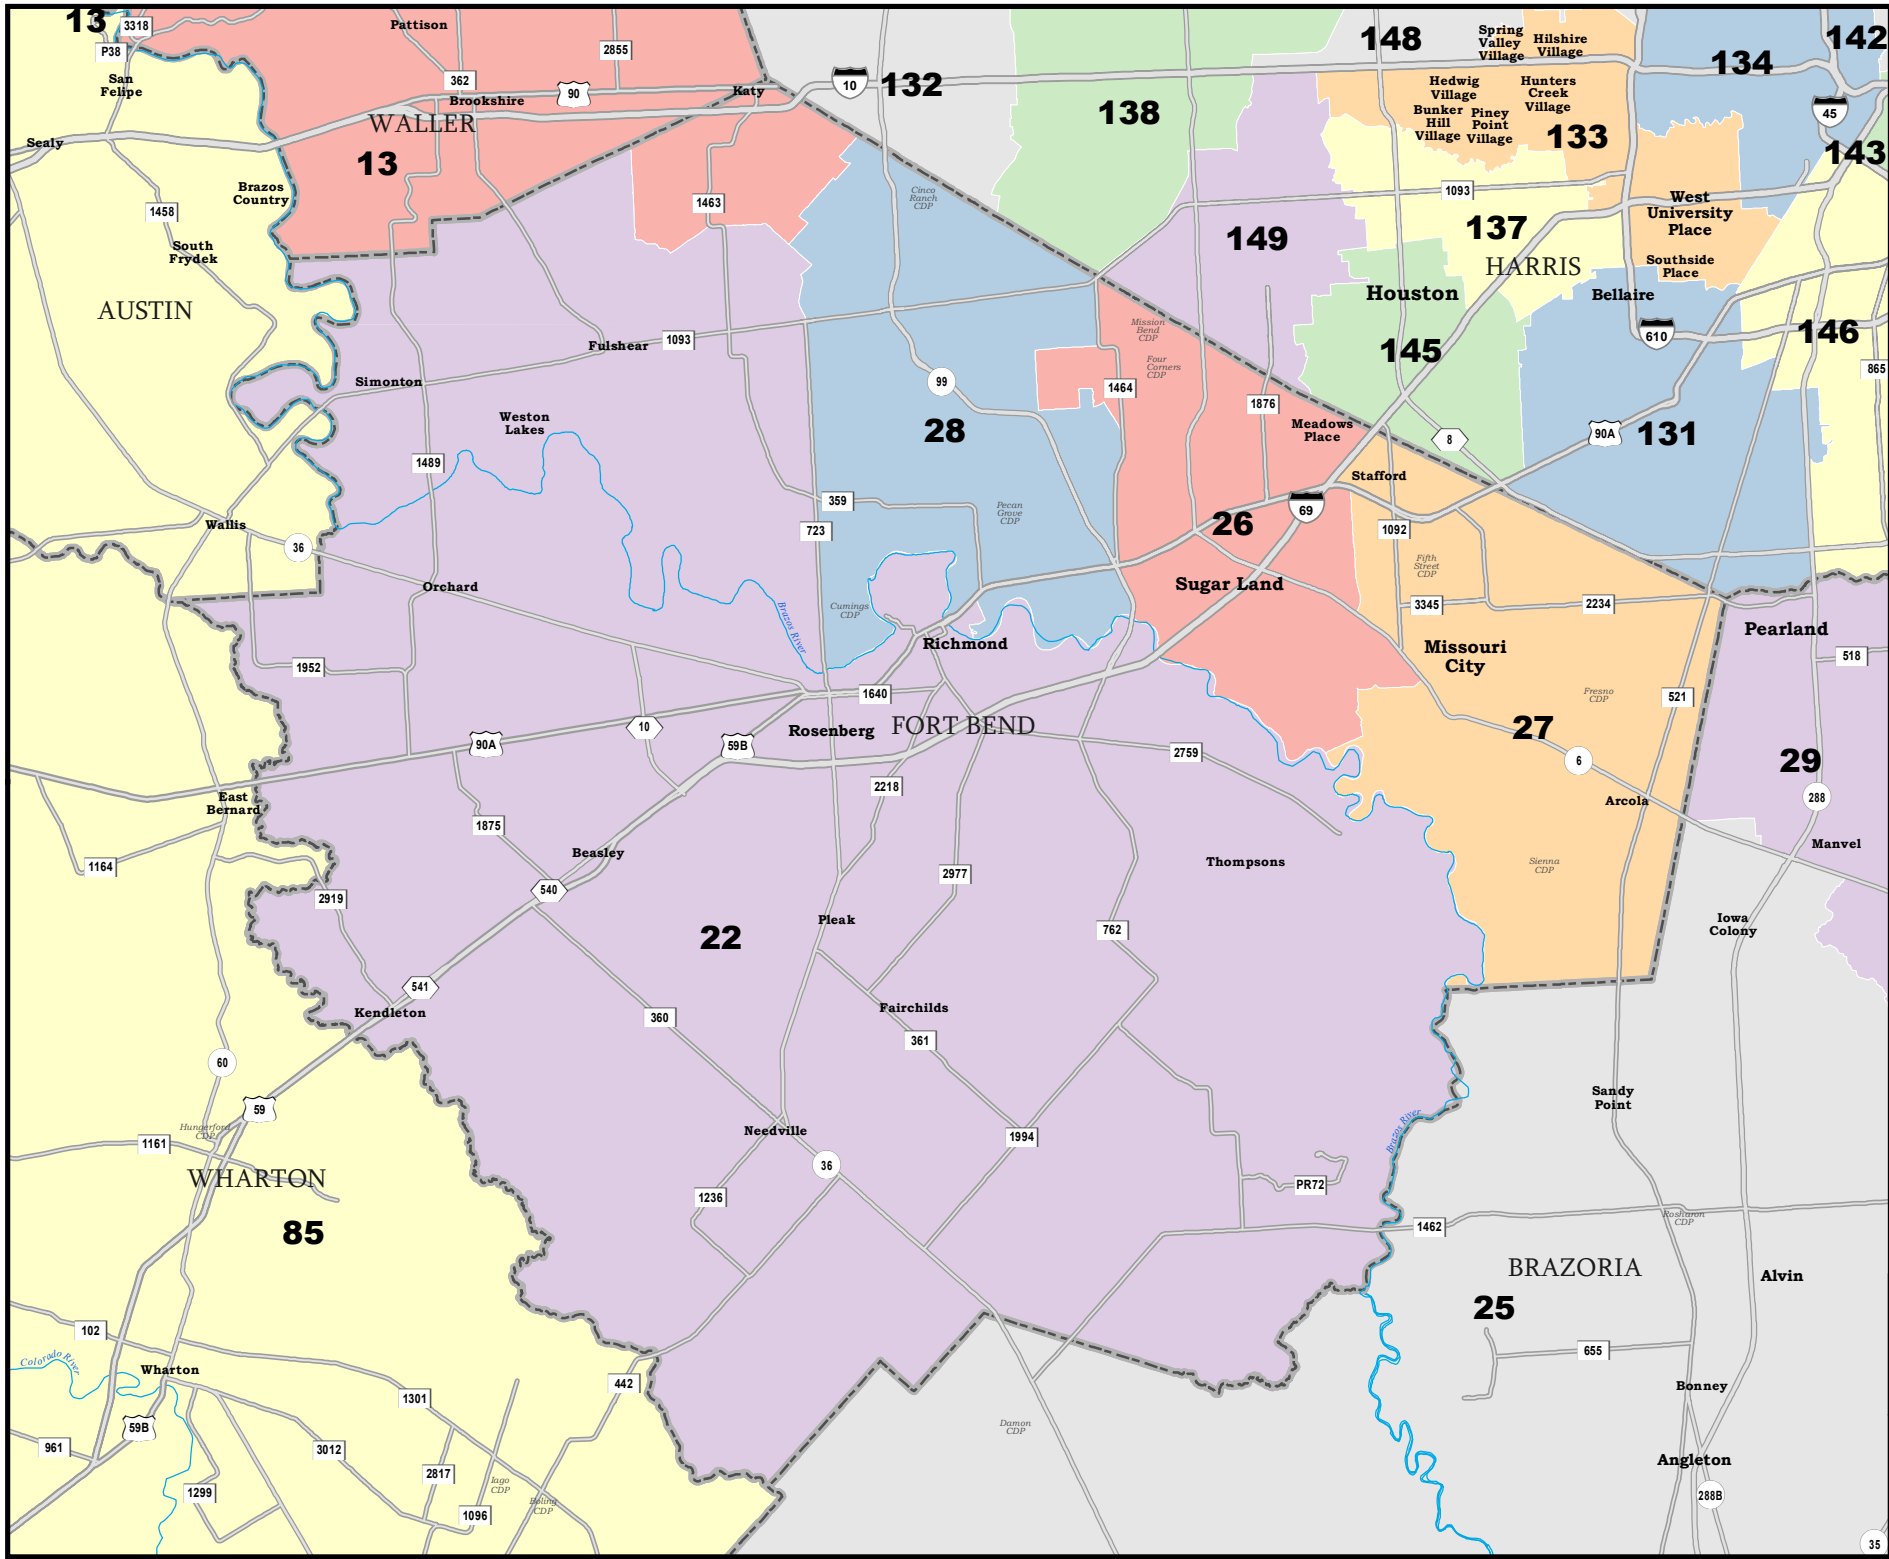 13
3318
P38
San
Felipe
Sealy
Pattison
362
2855
Brookshire
90
Katy
WALLER
13
10
132
138
148
Spring
Valley
Village
Hilshire
Village
134
142
Hedwig
Village
Hunters
Creek
Village
Bunker
Hill
Village
Piney
Point
Village
133
45
143
Brazos
Country
1458
South
Frydek
AUSTIN
1463
Cinco
Ranch
CDP
1093
149
137
HARRIS
West
University
Place
Southside
Place
Houston
Bellaire
610
146
145
865
Fulshear
1093
Simonton
Weston
Lakes
99
28
Mission
Bend
CDP
Four
Corners
CDP
1464
1876
Meadows
Place
8
90A
131
Stafford
1489
359
723
Pecan
Grove
CDP
69
26
1092
Wallis
36
Orchard
Sugar Land
Fifth
Street
CDP
3345
2234
Brazos River
Cumings
CDP
Richmond
Missouri
City
Pearland
518
1952
1640
Fresno
CDP
521
10
90A
59B
Rosenberg
FORT BEND
2759
27
6
29
288
2218
East
Bernard
1875
Arcola
Manvel
1164
Beasley
540
2977
Thompsons
Sienna
CDP
2919
22
Pleak
762
Iowa
Colony
541
Kendleton
360
Fairchilds
361
60
59
Hungerford
CDP
1161
WHARTON
85
Needville
36
1994
1236
PR72
Brazos River
Sandy
Point
1462
Rosharon
CDP
BRAZORIA
25
Alvin
655
102
Colorado River
Wharton
1301
442
Bonney
59B
961
3012
2817
1299
1096
Iago
CDP
Boling
CDP
Damon
CDP
Angleton
288B
35